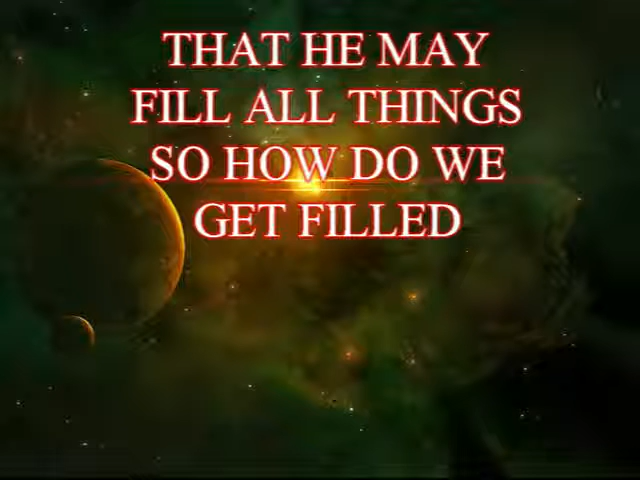 THAT HE MAY
FILL ALL THINGS
SO HOW DO WE
GET FILLED